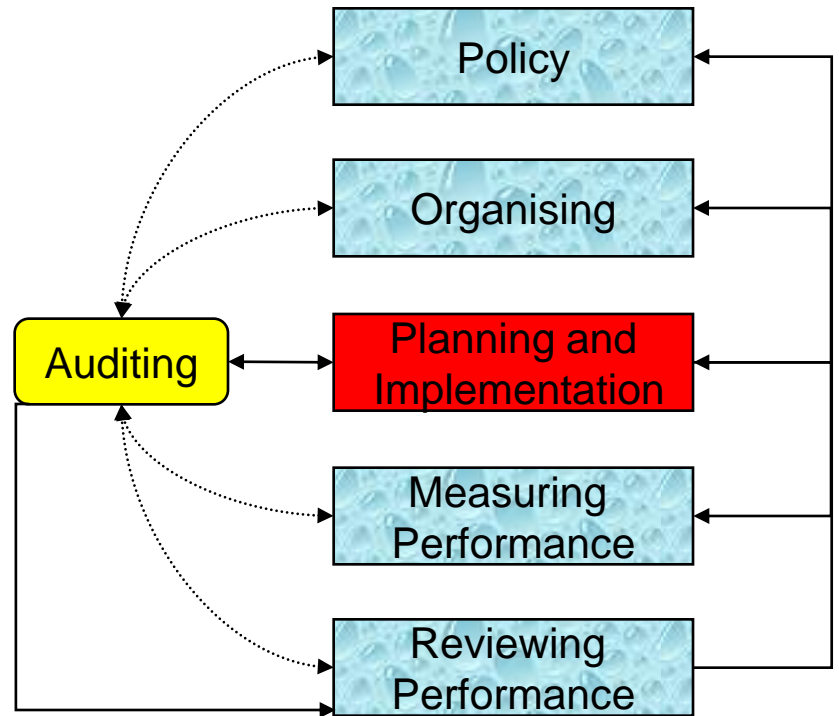 Policy
Organising
Auditing
Planning and
Implementation
Measuring
Performance
Reviewing
Performance